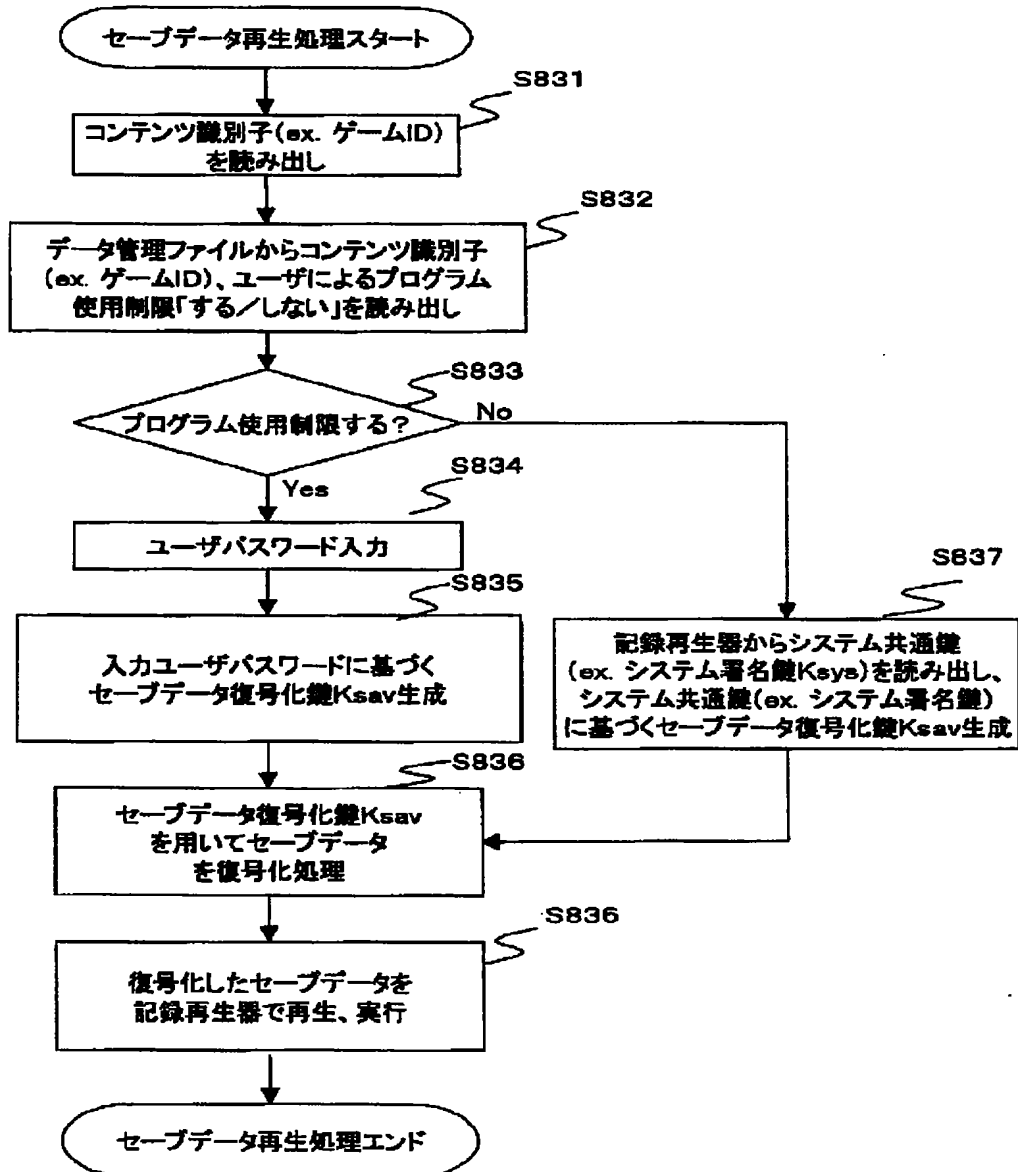 セーブデータ再生処理スタート
S831
コンテンツ識別子(ex. ゲームID)
を読み出し
S832
データ管理ファイルからコンテンツ識別子
(ex. ゲームID)、ユーザによるプログラム
使用制限「する／しない」を読み出し
S833
プログラム使用制限する？
No
Yes
S834
ユーザパスワード入力
S835
入力ユーザパスワードに基づく
セーブデータ復号化鍵Ksav生成
S837
記録再生器からシステム共通鍵
(ex. システム署名鍵Ksys)を読み出し、
システム共通鍵(ex. システム署名鍵)
に基づくセーブデータ復号化鍵Ksav生成
S836
セーブデータ復号化鍵Ksav
を用いてセーブデータ
を復号化処理
S836
復号化したセーブデータを
記録再生器で再生、実行
セーブデータ再生処理エンド